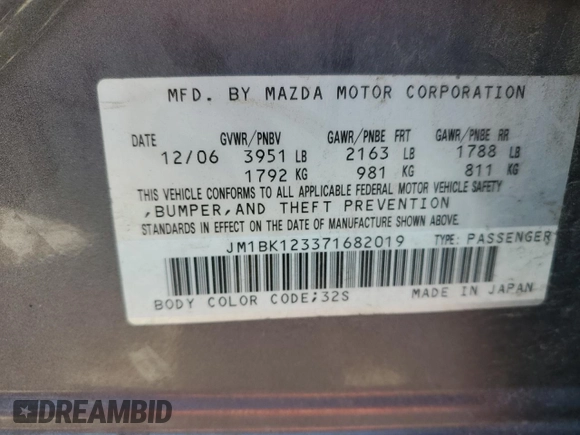 MFD. BY MAZDA MOTOR CORPORATION
DATE GVWR/PNBV GAWR/PNBE FRT GAWR/PNBE RR
12/06 3951 LB 2163 LB 1788 LB
1792 KG 981 KG 811 KG
THIS VEHICLE CONFORMS TO ALL APPLICABLE FEDERAL MOTOR VEHICLE SAFETY
,BUMPER,AND THEFT PREVENTION
STANDARDS IN EFFECT ON THE DATE OF MANUFACTURE SHOWN ABOVE.
JM1BK123371682019 TYPE: PASSENGER
BODY COLOR CODE;32S MADE IN JAPAN
DREAMBID